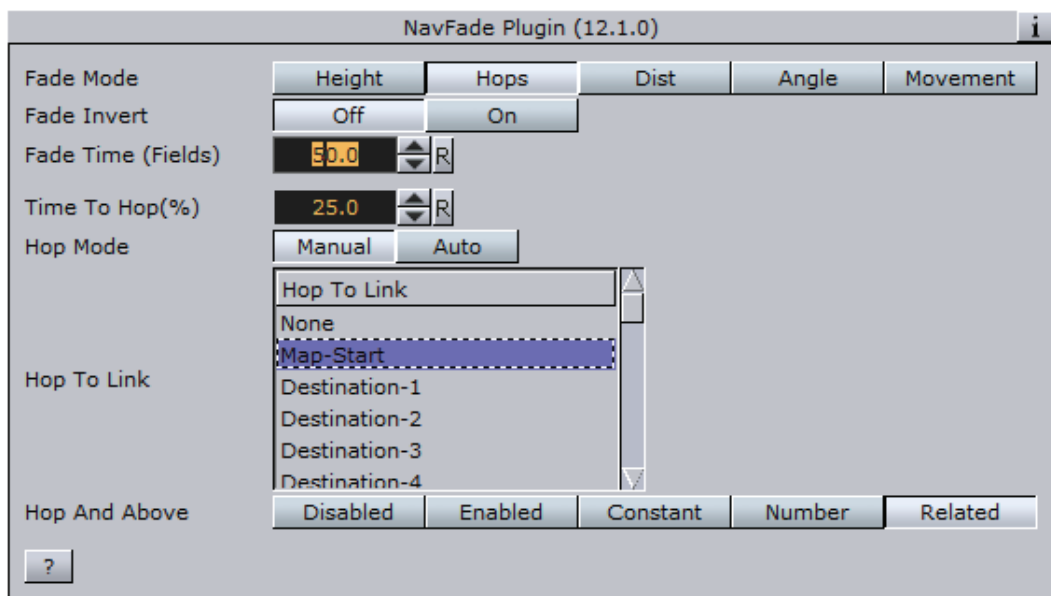 NavFade Plugin (12.1.0) i
Fade Mode Height Hops Dist Angle Movement
Fade Invert Off On
Fade Time (Fields) 50.0 R
Time To Hop(%) 25.0 R
Hop Mode Manual Auto
Hop To Link
None
Map-Start
Hop To Link
Destination-1
Destination-2
Destination-3
Destination-4
Hop And Above Disabled Enabled Constant Number Related
?